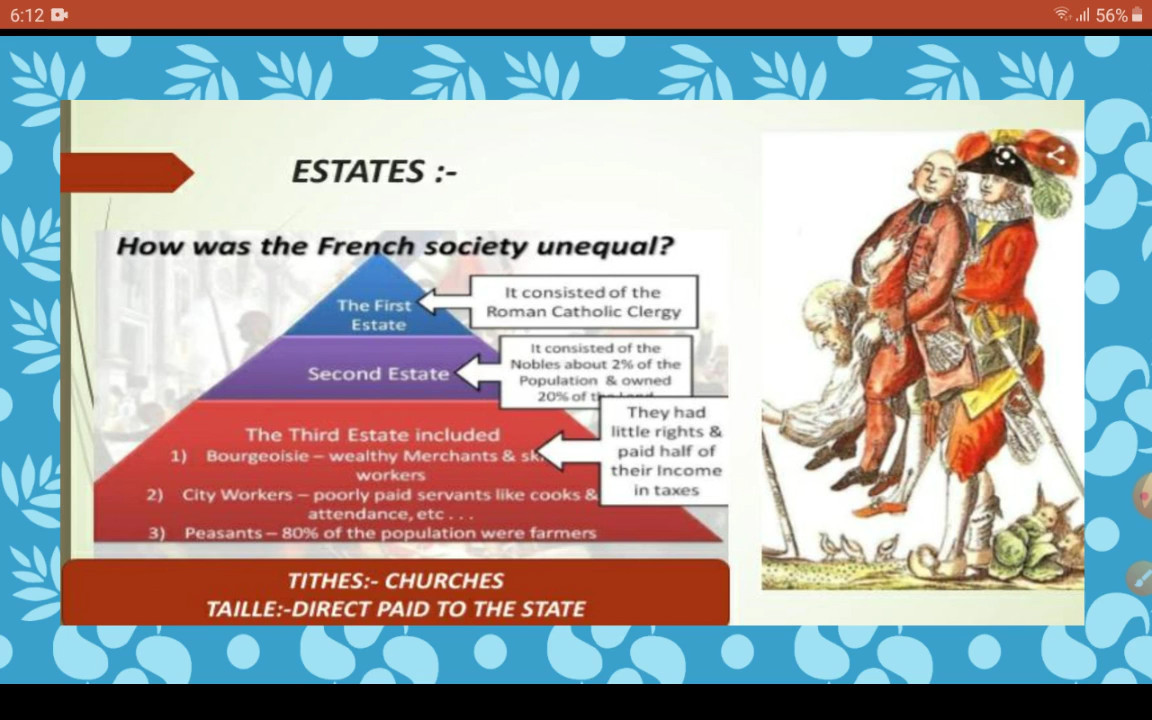 6:12
56%
ESTATES :-
How was the French society unequal?
The First
Estate
It consisted of the
Roman Catholic Clergy
Second Estate
It consisted of the
Nobles about 2% of the
Population & owned
20% of
They had
little rights &
paid half of
their Income
in taxes
The Third Estate included
1) Bourgeoisie – wealthy Merchants &
workers
2) City Workers – poorly paid servants like cooks &
attendance, etc . . .
3) Peasants – 80% of the population were farmers
TITHES:- CHURCHES
TAILLE:-DIRECT PAID TO THE STATE